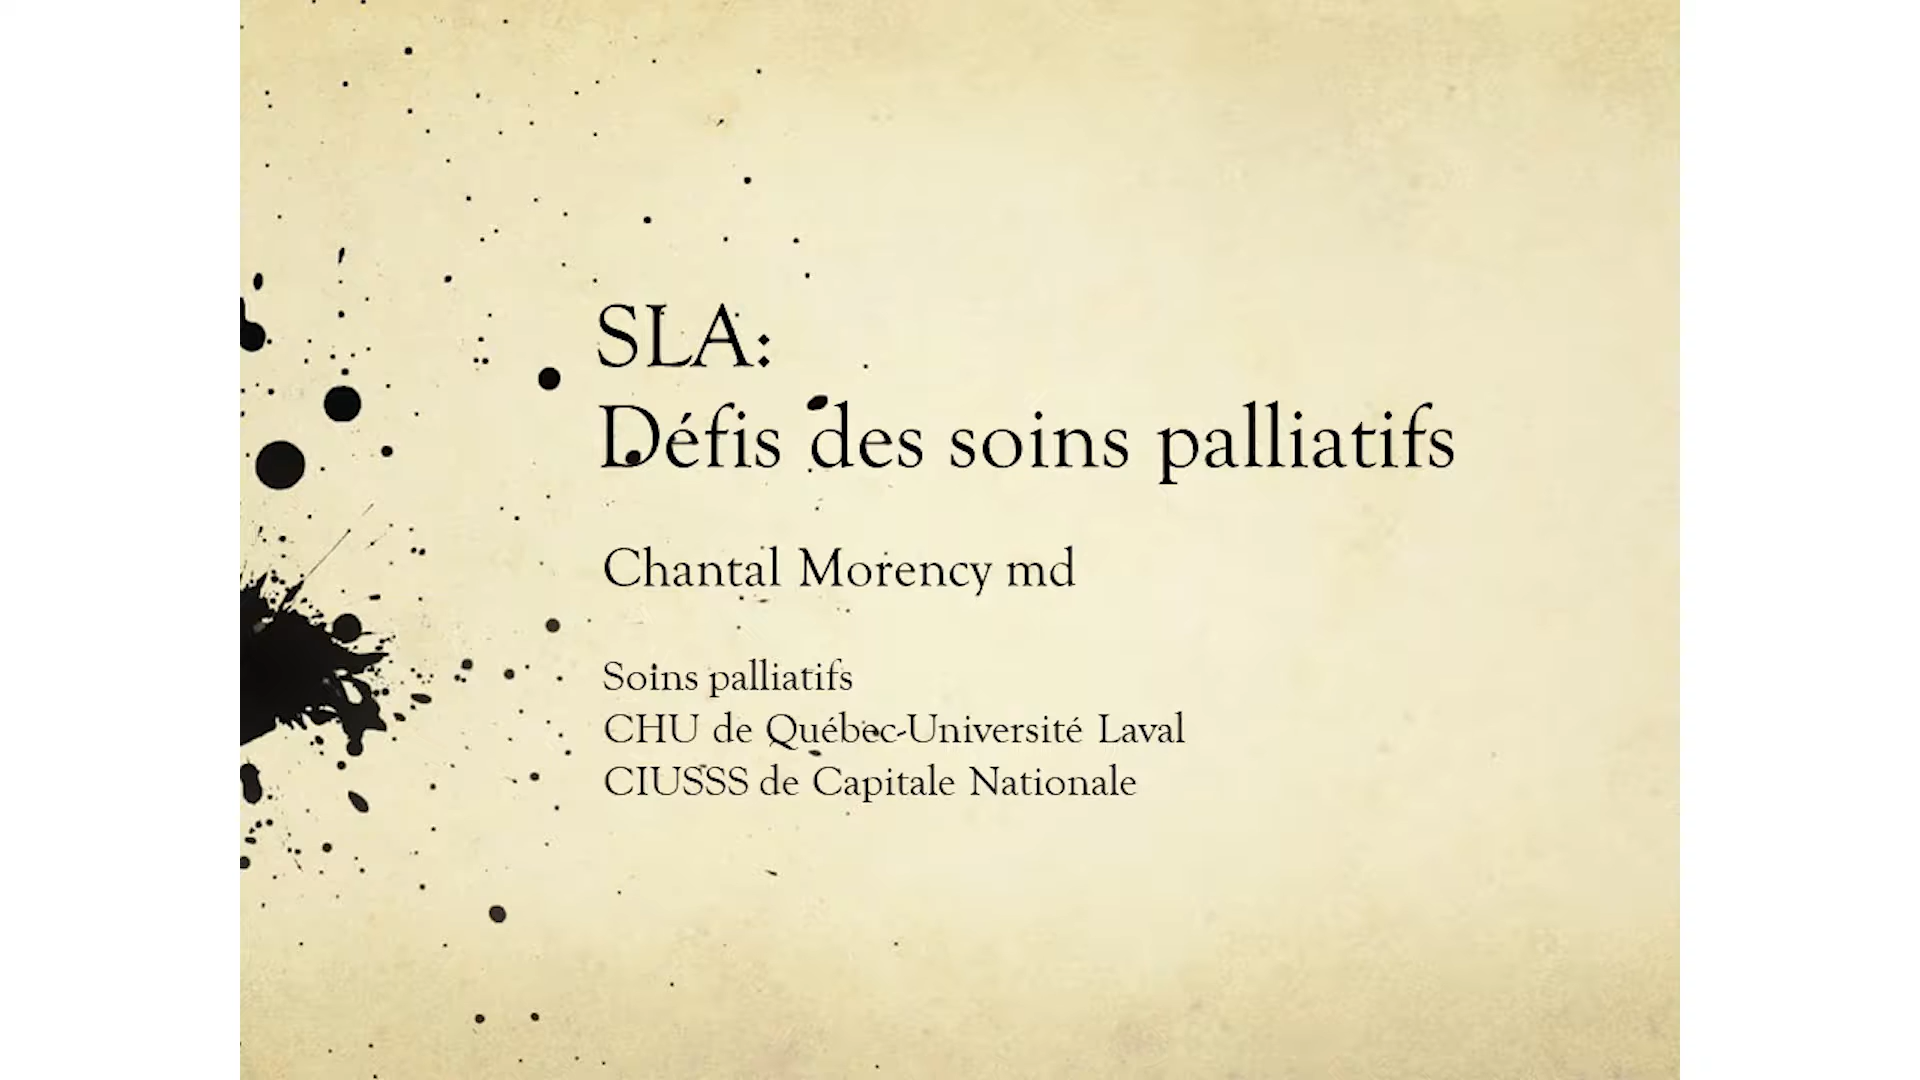 SLA:
Défis des soins palliatifs
Chantal Morency md
Soins palliatifs
CHU de Québec-Université Laval
CIUSSS de Capitale Nationale